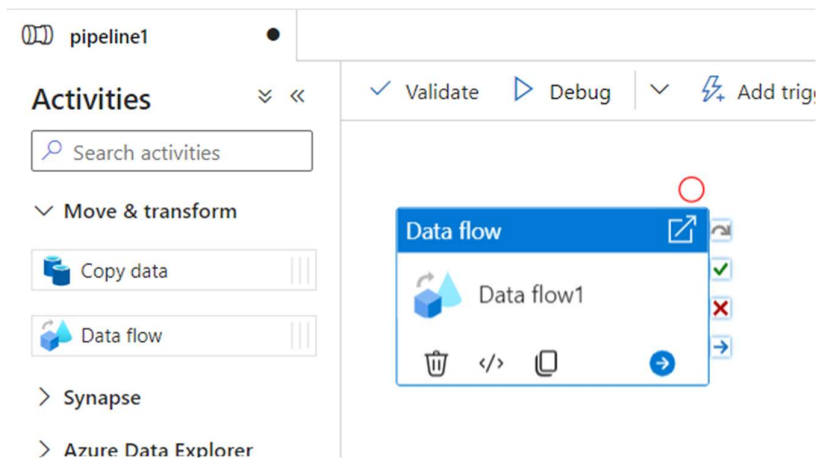 pipeline1
Activities
Validate
Debug
Add trig
Search activities
Move & transform
Copy data
Data flow
Synapse
Azure Data Explorer
Data flow
Data flow1